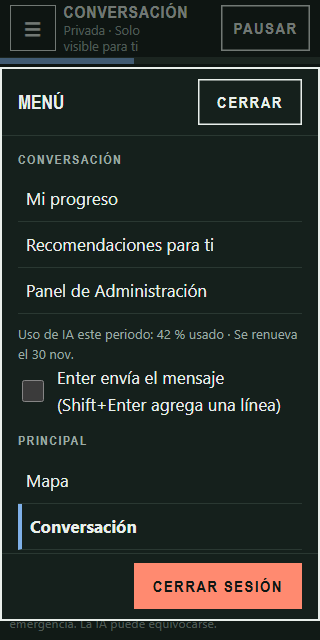 ☰
CONVERSACIÓN
Privada · Solo
visible para ti
PAUSAR
MENÚ
CERRAR
CONVERSACIÓN
Mi progreso
Recomendaciones para ti
Panel de Administración
Uso de IA este periodo: 42 % usado · Se renueva
el 30 nov.
Enter envía el mensaje
(Shift+Enter agrega una línea)
PRINCIPAL
Mapa
Conversación
CERRAR SESIÓN
emergencia. La IA puede equivocarse.